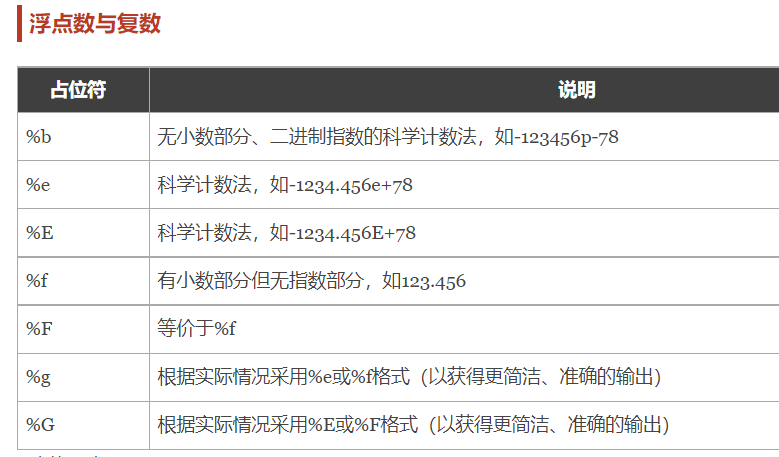 浮点数与复数
占位符 说明
%b 无小数部分、二进制指数的科学计数法，如-123456p-78
%e 科学计数法，如-1234.456e+78
%E 科学计数法，如-1234.456E+78
%f 有小数部分但无指数部分，如123.456
%F 等价于%f
%g 根据实际情况采用%e或%f格式（以获得更简洁、准确的输出）
%G 根据实际情况采用%E或%F格式（以获得更简洁、准确的输出）